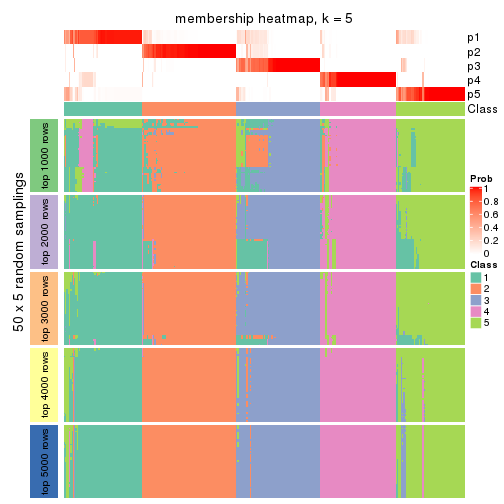 membership heatmap, k = 5
p1
p2
p3
p4
p5
Class
50 x 5 random samplings
top 1000 rows
top 2000 rows
top 3000 rows
top 4000 rows
top 5000 rows
Prob
1
0.8
0.6
0.4
0.2
0
Class
1
2
3
4
5